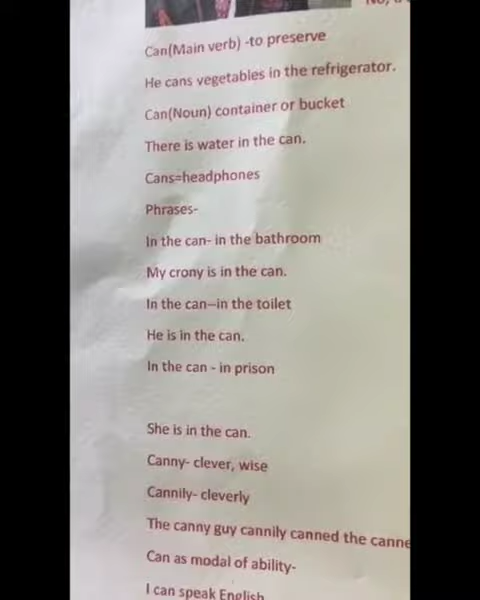 Can(Main verb) -to preserve
He cans vegetables in the refrigerator.
Can(Noun) container or bucket
There is water in the can.
Cans=headphones
Phrases-
In the can- in the bathroom
My crony is in the can.
In the can--in the toilet
He is in the can.
In the can - in prison
She is in the can.
Canny- clever, wise
Cannily- cleverly
The canny guy cannily canned the
Can as modal of ability-
I can speak English